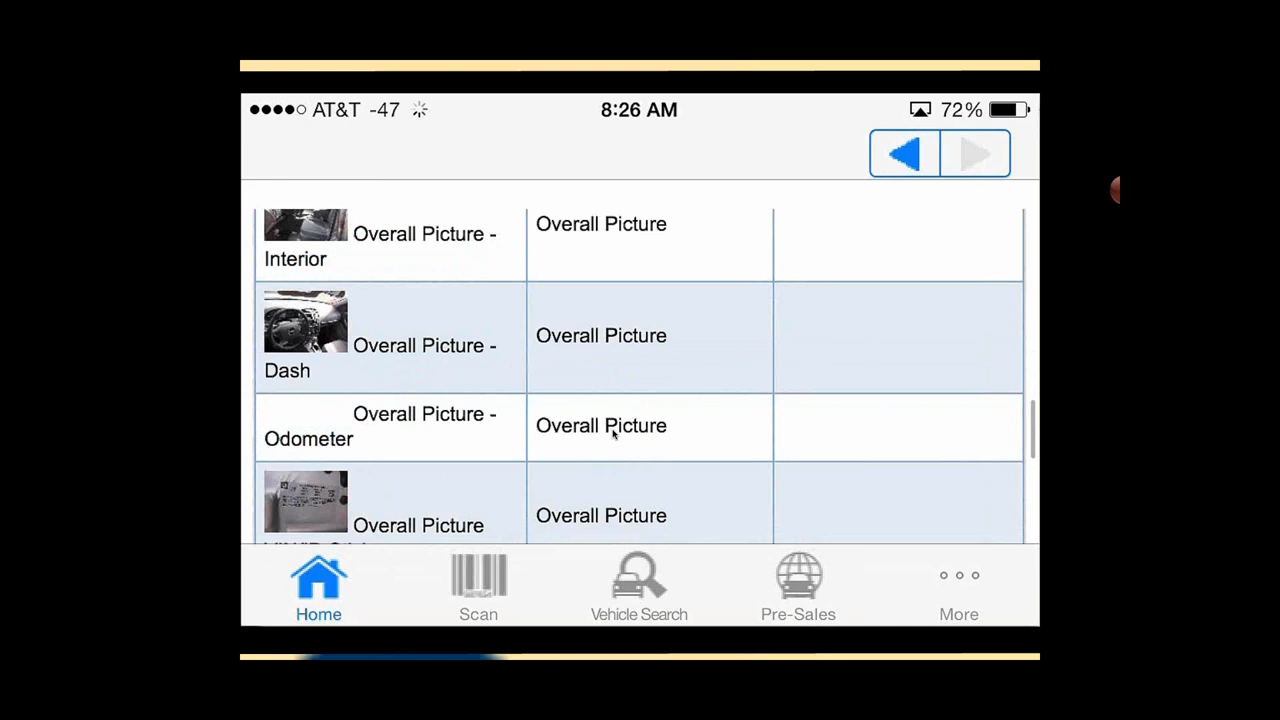 AT&T -47
8:26 AM
72%
Overall Picture -
Interior
Overall Picture
Overall Picture -
Dash
Overall Picture
Overall Picture -
Odometer
Overall Picture
Overall Picture
Overall Picture
Home
Scan
Vehicle Search
Pre-Sales
More